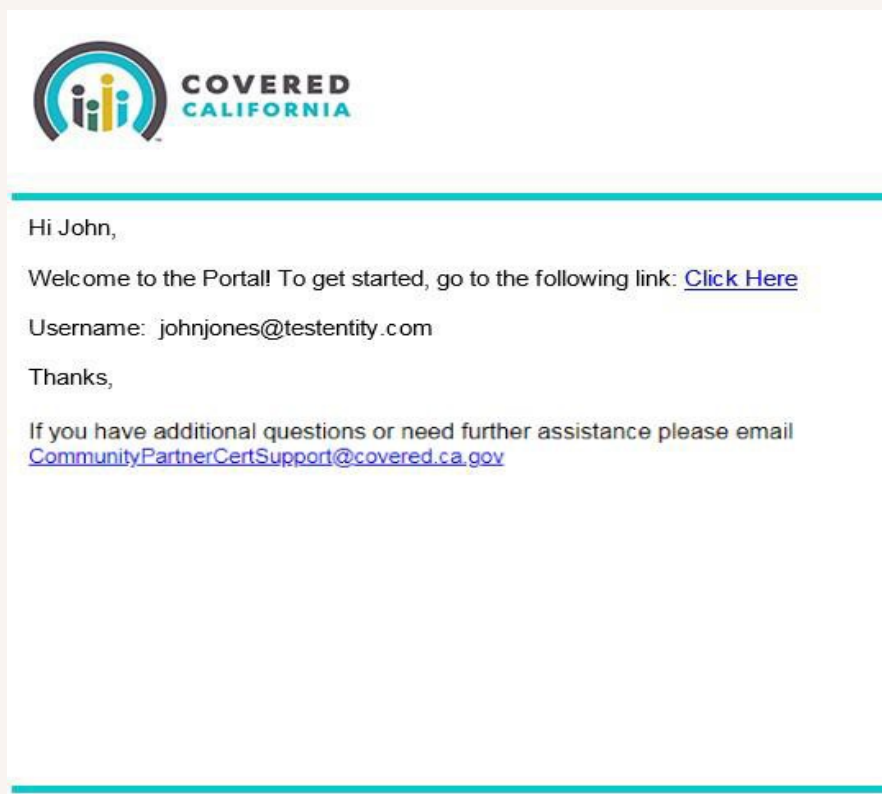 COVERED
CALIFORNIA
Hi John,
Welcome to the Portal! To get started, go to the following link: Click Here
Username: johnjones@testentity.com
Thanks,
If you have additional questions or need further assistance please email
CommunityPartnerCertSupport@covered.ca.gov